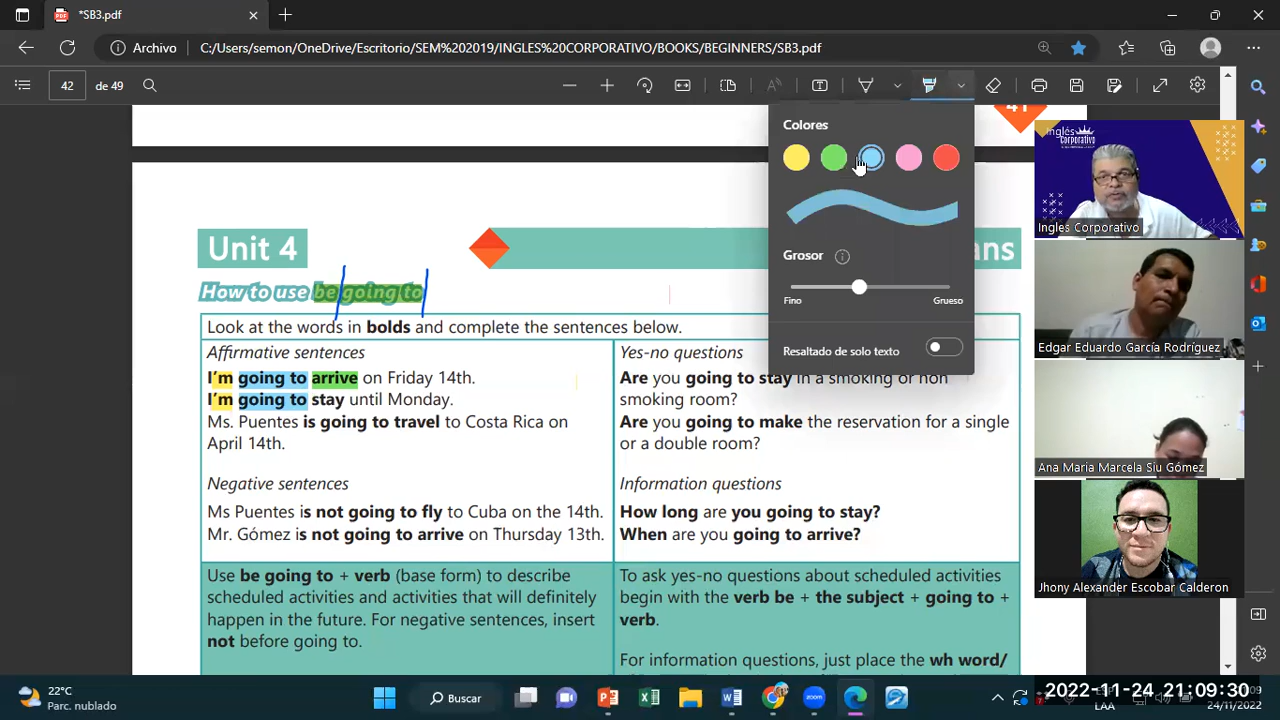 *SB3.pdf
Archivo
C:/Users/semon/OneDrive/Escritorio/SEM%202019/INGLES%20CORPORATIVO/BOOKS/BEGINNERS/SB3.pdf
42 de 49
41
Colores
Grosor
Fino Grueso
Resaltado de solo texto
Unit 4
ans
How to use be going to
Look at the words in bolds and complete the sentences below.
Affirmative sentences
I'm going to arrive on Friday 14th.
I'm going to stay until Monday.
Ms. Puentes is going to travel to Costa Rica on
April 14th.
Negative sentences
Ms Puentes is not going to fly to Cuba on the 14th.
Mr. Gómez is not going to arrive on Thursday 13th.
Yes-no questions
Are you going to stay in a smoking or non
smoking room?
Are you going to make the reservation for a single
or a double room?
Information questions
How long are you going to stay?
When are you going to arrive?
Use be going to + verb (base form) to describe
scheduled activities and activities that will definitely
happen in the future. For negative sentences, insert
not before going to.
To ask yes-no questions about scheduled activities
begin with the verb be + the subject + going to +
verb.
For information questions, just place the wh word/
Inglés
Corporativo
Ingles Corporativo
Edgar Eduardo García Rodríguez
Ana Maria Marcela Siu Gómez
Jhony Alexander Escobar Calderon
22°C
Parc. nublado
Buscar
LAA
2022-11-24 21:09:30
24/11/2022